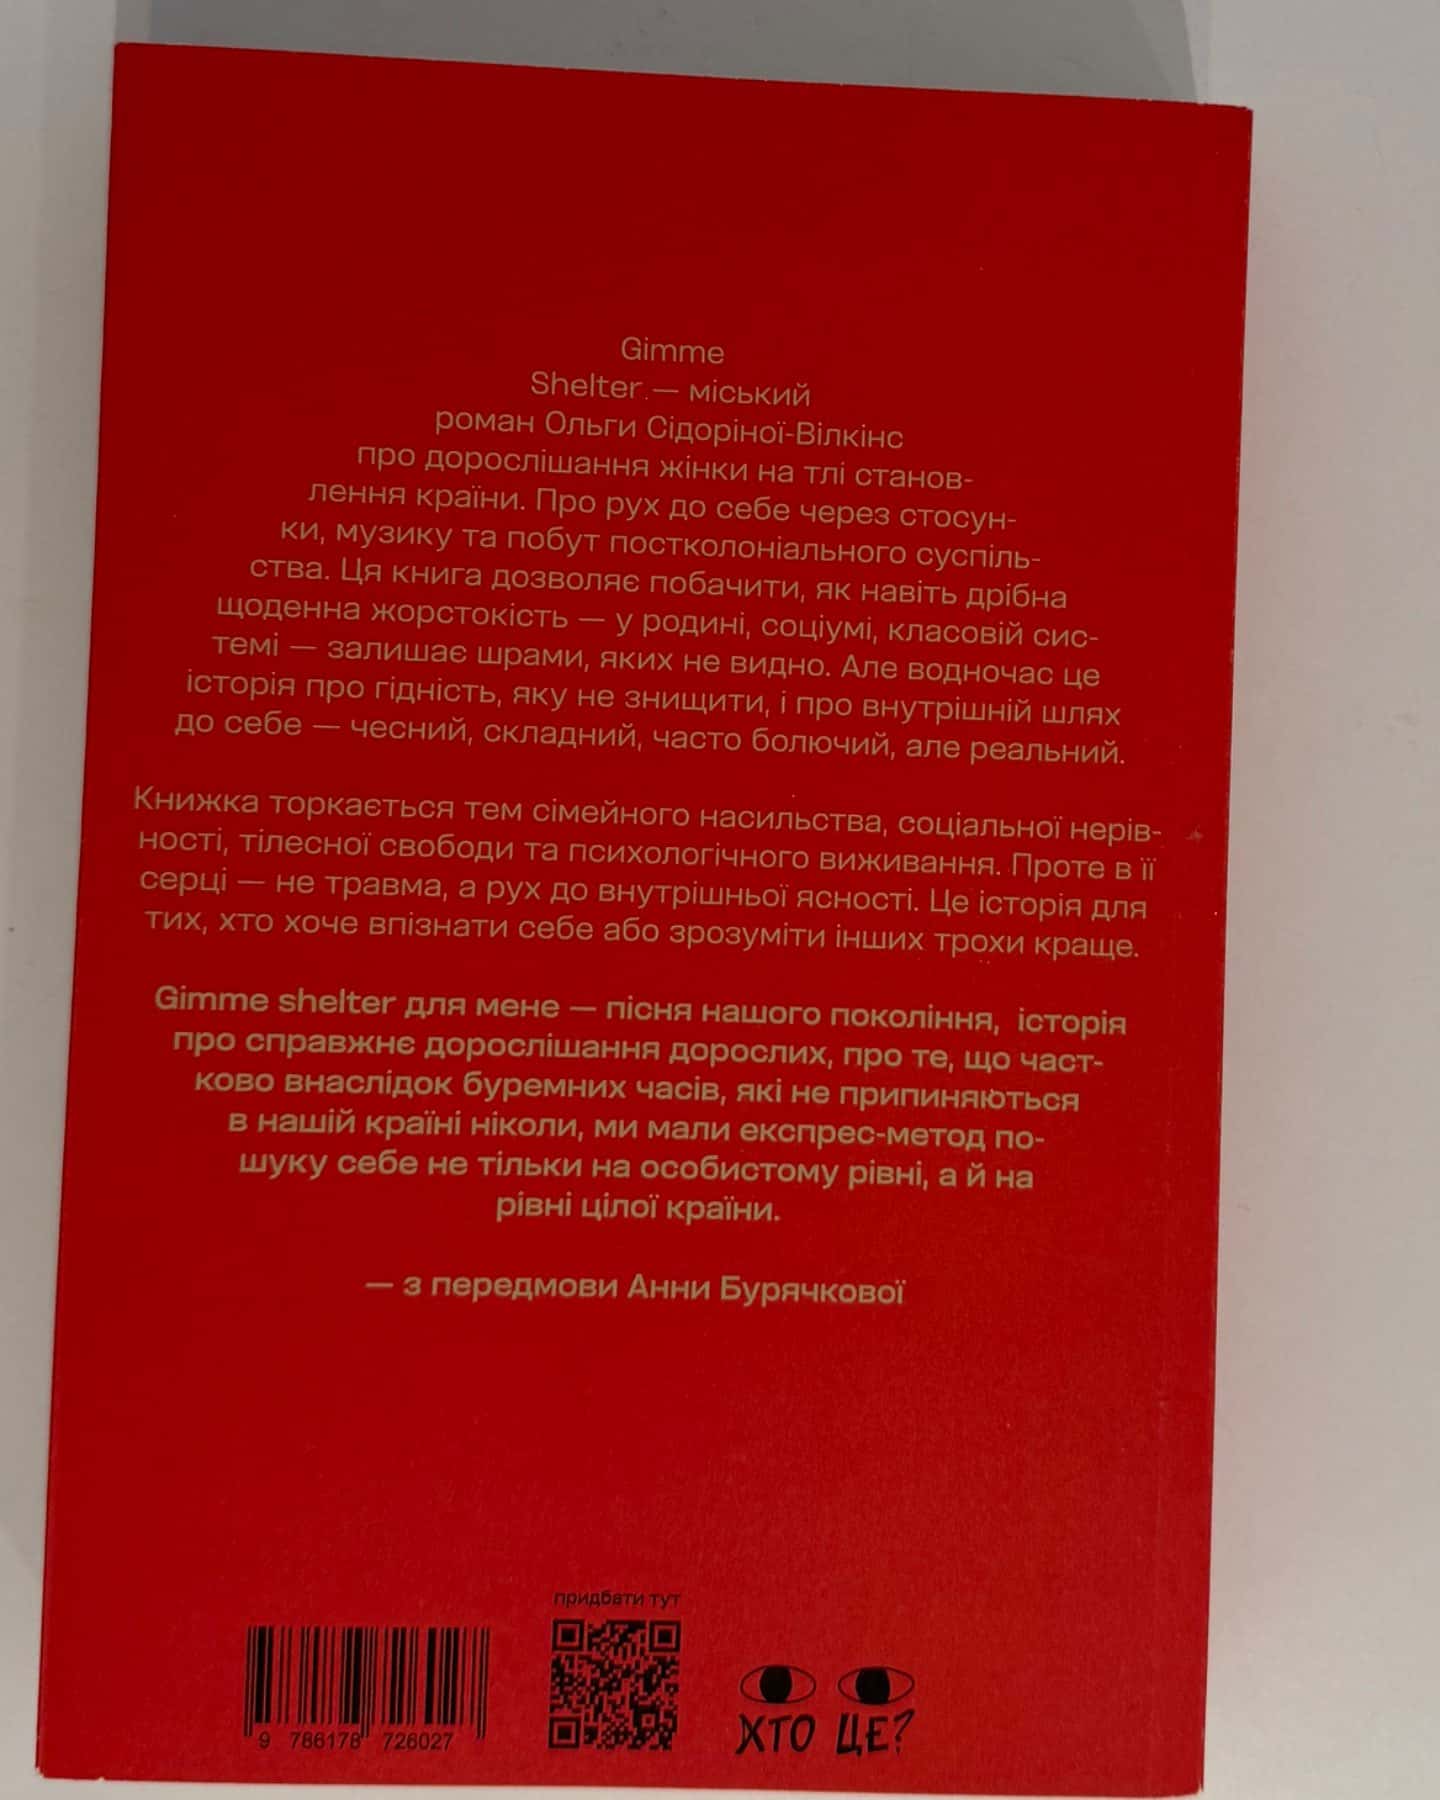 Gimme
Shelter — міський
роман Ольги Сідоріної-Вілкінс
про дорослішання жінки на тлі станов-
лення країни. Про рух до себе через стосун-
ки, музику та побут постколоніального суспіль-
ства. Ця книга дозволяє побачити, як навіть дрібна
щоденна жорстокість — у родині, соціумі, класовій сис-
темі — залишає шрами, яких не видно. Але водночас це
історія про гідність, яку не знищити, і про внутрішній шлях
до себе — чесний, складний, часто болючий, але реальний.
Книжка торкається тем сімейного насильства, соціальної нерів-
ності, тілесної свободи та психологічного виживання. Проте в її
серці — не травма, а рух до внутрішньої ясності. Це історія для
тих, хто хоче впізнати себе або зрозуміти інших трохи краще.
Gimme shelter для мене — пісня нашого покоління, історія
про справжнє дорослішання дорослих, про те, що част-
ково внаслідок буремних часів, які не припиняються
в нашій країні ніколи, ми мали експрес-метод по-
шуку себе не тільки на особистому рівні, а й на
рівні цілої країни.
— з передмови Анни Бурячкової
придбати тут
9 786178 726027
ХТО ЦЕ?